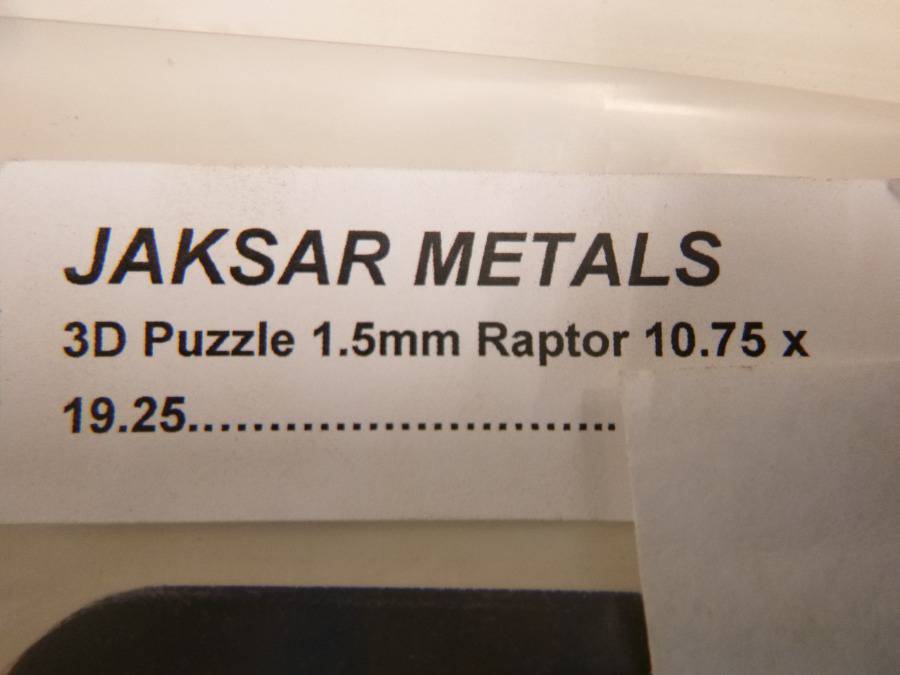 JAKSAR METALS
3D Puzzle 1.5mm Raptor 10.75 x
19.25...........................